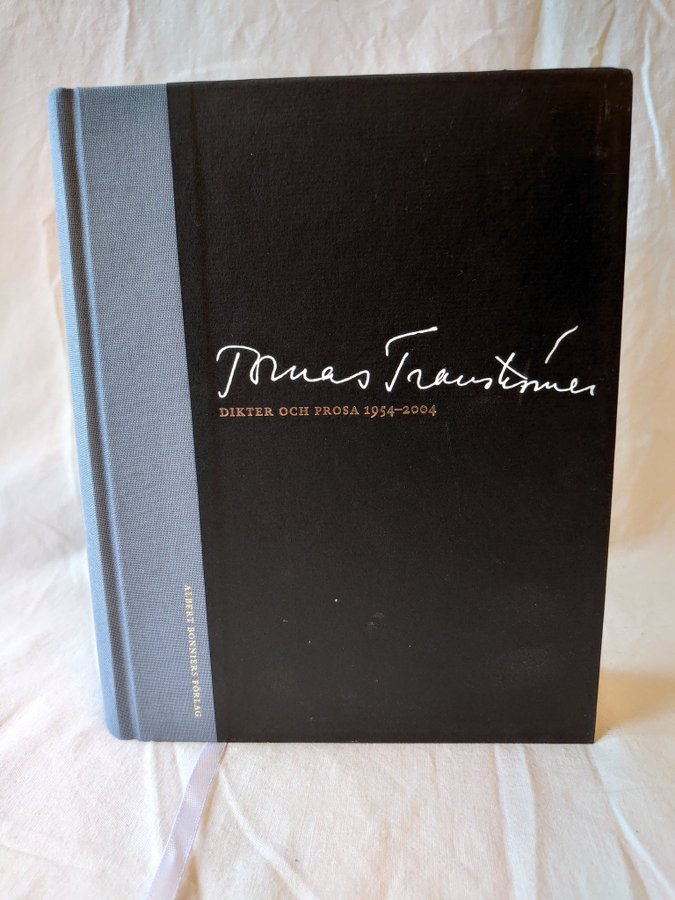 Tomas Tranströmer
DIKTER OCH PROSA 1954–2004
ALBERT BONNIERS FÖRLAG